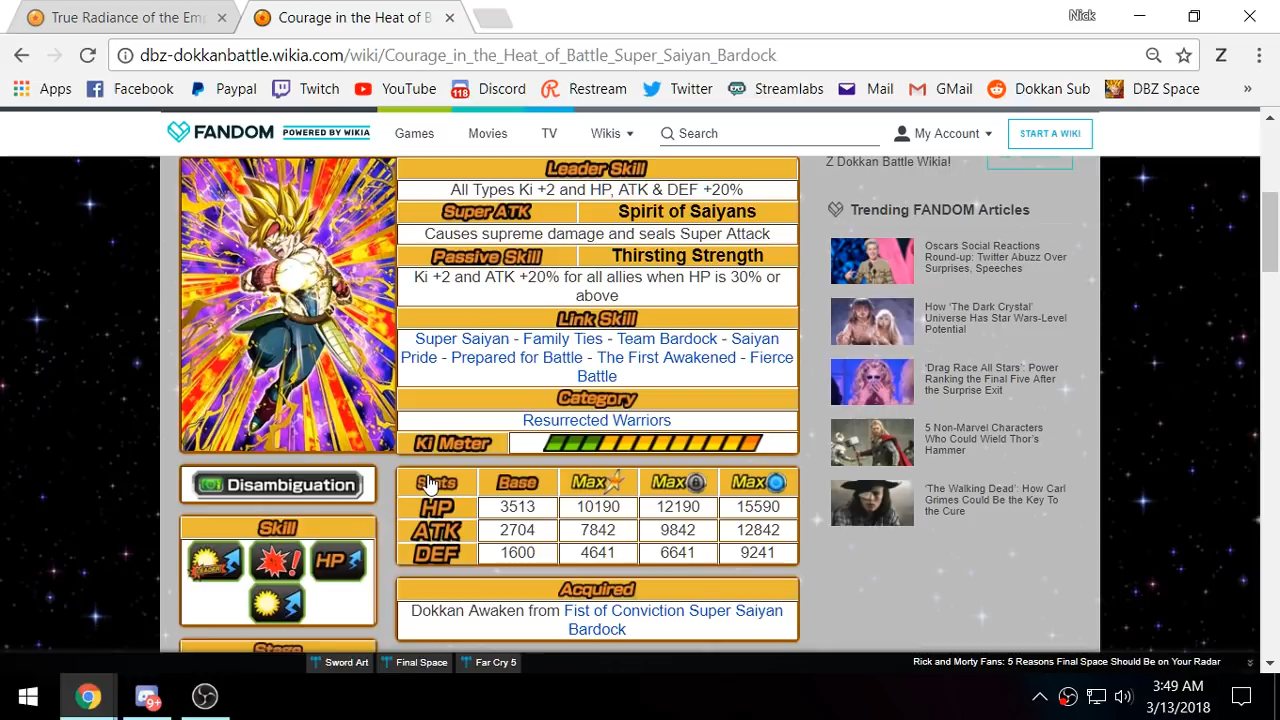 True Radiance of the Emp
Courage in the Heat of B
Nick
dbz-dokkanbattle.wikia.com/wiki/Courage_in_the_Heat_of_Battle_Super_Saiyan_Bardock
Z
Apps
Facebook
Paypal
Twitch
YouTube
118
Discord
Restream
Twitter
Streamlabs
Mail
GMail
Dokkan Sub
DBZ Space
»
FANDOM
POWERED BY WIKIA
Games
Movies
TV
Wikis
Search
My Account
START A WIKI
Z Dokkan Battle Wikia!
Leader Skill
All Types Ki +2 and HP, ATK & DEF +20%
Super ATK
Spirit of Saiyans
Causes supreme damage and seals Super Attack
Passive Skill
Thirsting Strength
Ki +2 and ATK +20% for all allies when HP is 30% or
above
Link Skill
Super Saiyan - Family Ties - Team Bardock - Saiyan
Pride - Prepared for Battle - The First Awakened - Fierce
Battle
Category
Resurrected Warriors
Ki Meter
Disambiguation
Skill
HP
Stage
Stats
Base
Max
Max
Max
HP
3513
10190
12190
15590
ATK
2704
7842
9842
12842
DEF
1600
4641
6641
9241
Acquired
Dokkan Awaken from Fist of Conviction Super Saiyan
Bardock
Trending FANDOM Articles
Oscars Social Reactions
Round-up: Twitter Abuzz Over
Surprises, Speeches
How 'The Dark Crystal'
Universe Has Star Wars-Level
Potential
'Drag Race All Stars': Power
Ranking the Final Five After
the Surprise Exit
5 Non-Marvel Characters
Who Could Wield Thor's
Hammer
'The Walking Dead': How Carl
Grimes Could Be the Key To
the Cure
Sword Art
Final Space
Far Cry 5
Rick and Morty Fans: 5 Reasons Final Space Should Be on Your Radar
9+
3:49 AM
3/13/2018